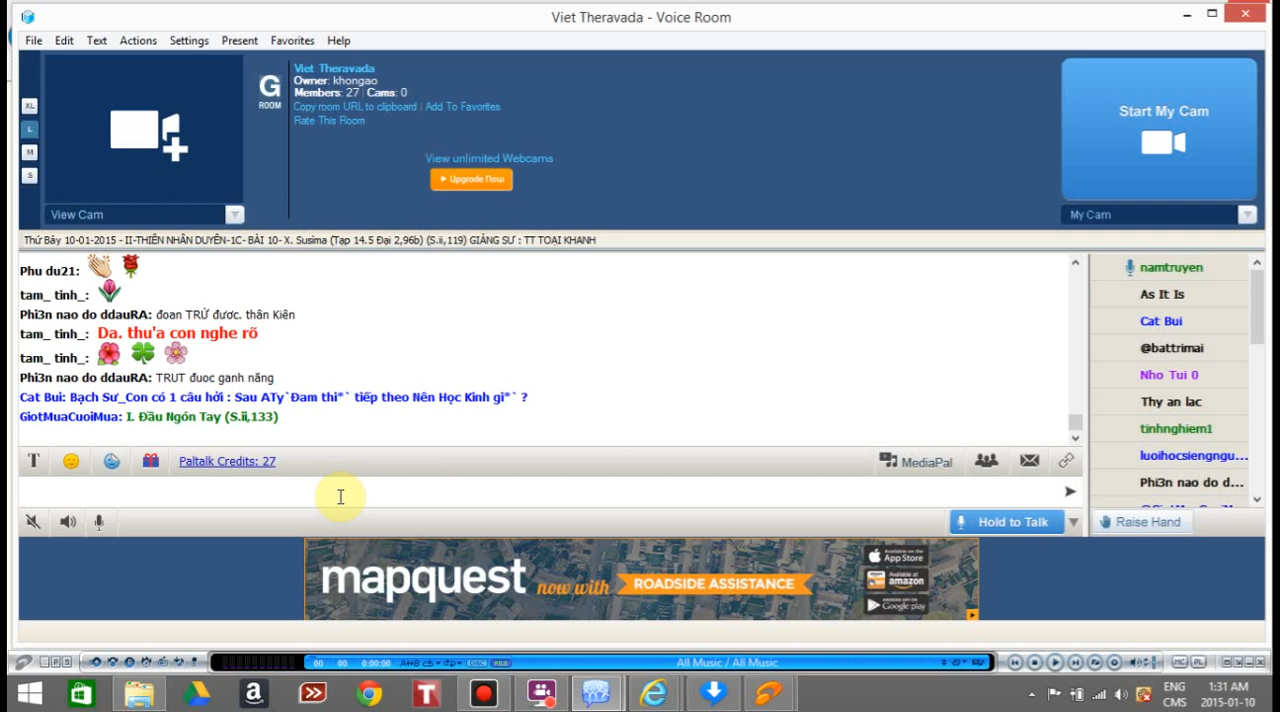 Viet Theravada - Voice Room
File Edit Text Actions Settings Present Favorites Help
XL
L
M
S
View Cam
G
ROOM
Viet Theravada
Owner: khongao
Members: 27 | Cams: 0
Copy room URL to clipboard | Add To Favorites
Rate This Room
View unlimited Webcams
Upgrade Now
Start My Cam
My Cam
Thứ Bảy 10-01-2015 - II-THIÊN NHÂN DUYÊN-1C- BÀI 10- X. Susima (Tạp 14.5 Đại 2,96b) (S.ii,119) GIẢNG SƯ : TT TOẠI KHANH
Phu du21:
tam_ tinh_:
Phi3n nao do ddauRA: đoan TRỪ được. thân Kiên
tam_ tinh_: Da. thu'a con nghe rõ
tam_ tinh_:
Phi3n nao do ddauRA: TRUT đuoc ganh năng
Cat Bui: Bạch Sư_Con có 1 câu hởi : Sau ATy`Đam thi*` tiếp theo Nên Học Kinh gi*` ?
GiotMuaCuoiMua: I. Đầu Ngón Tay (S.ii,133)
namtruyen
As It Is
Cat Bui
@battrimai
Nho Tui 0
Thy an lac
tinhnghiem1
luoihocsiengngu...
Phi3n nao do d...
T Paltalk Credits: 27 MediaPal
Hold to Talk
Raise Hand
mapquest now with ROADSIDE ASSISTANCE
Available on the App Store
Available at amazon
Google play
00 00 0:00:00 All Music / All Music
ENG 1:31 AM
CMS 2015-01-10